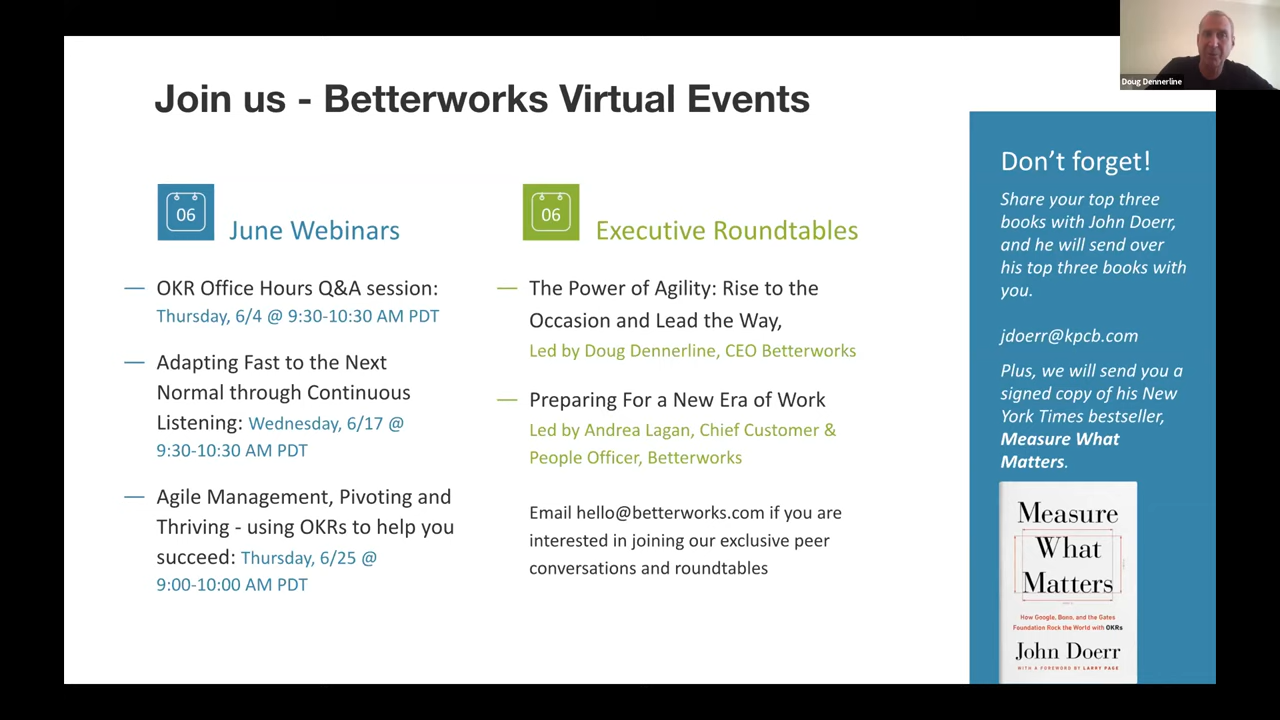 Doug Dennerline
Join us - Betterworks Virtual Events
06
June Webinars
OKR Office Hours Q&A session:
Thursday, 6/4 @ 9:30-10:30 AM PDT
Adapting Fast to the Next
Normal through Continuous
Listening: Wednesday, 6/17 @
9:30-10:30 AM PDT
Agile Management, Pivoting and
Thriving - using OKRs to help you
succeed: Thursday, 6/25 @
9:00-10:00 AM PDT
06
Executive Roundtables
The Power of Agility: Rise to the
Occasion and Lead the Way,
Led by Doug Dennerline, CEO Betterworks
Preparing For a New Era of Work
Led by Andrea Lagan, Chief Customer &
People Officer, Betterworks
Email hello@betterworks.com if you are
interested in joining our exclusive peer
conversations and roundtables
Don’t forget!
Share your top three
books with John Doerr,
and he will send over
his top three books with
you.
jdoerr@kpcb.com
Plus, we will send you a
signed copy of his New
York Times bestseller,
Measure What
Matters.
Measure
What
Matters
How Google, Bono, and the Gates
Foundation Rock the World with OKRs
John Doerr
WITH A FOREWORD BY LARRY PAGE